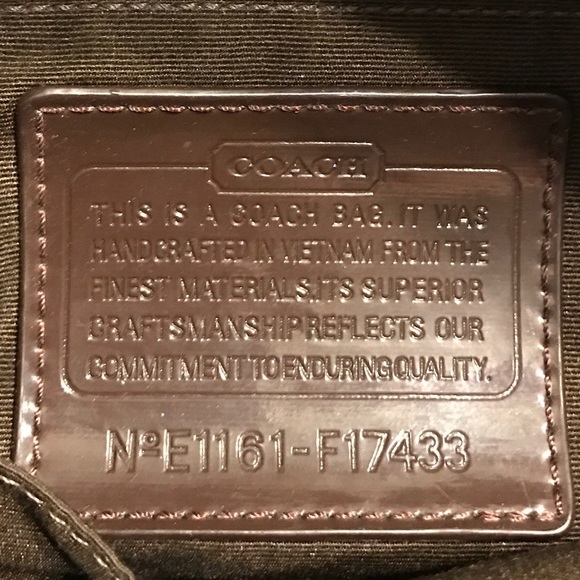 COACH
THIS IS A COACH BAG. IT WAS
HANDCRAFTED IN VIETNAM FROM THE
FINEST MATERIALS. ITS SUPERIOR
CRAFTSMANSHIP REFLECTS OUR
COMMITMENT TO ENDURING QUALITY.
NºE1161-F17433